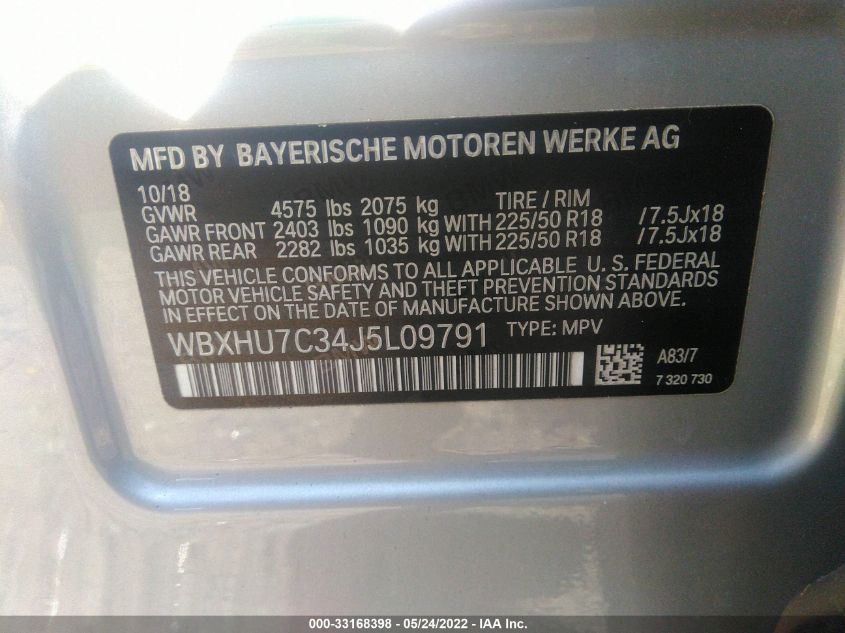 MFD BY BAYERISCHE MOTOREN WERKE AG
10/18 TIRE / RIM
GVWR 4575 lbs 2075 kg
GAWR FRONT 2403 lbs 1090 kg WITH 225/50 R18 /7.5Jx18
GAWR REAR 2282 lbs 1035 kg WITH 225/50 R18 /7.5Jx18
THIS VEHICLE CONFORMS TO ALL APPLICABLE U. S. FEDERAL
MOTOR VEHICLE SAFETY AND THEFT PREVENTION STANDARDS
IN EFFECT ON THE DATE OF MANUFACTURE SHOWN ABOVE.
WBXHU7C34J5L09791 TYPE: MPV
A83/7
7 320 730
000-33168398 - 05/24/2022 - IAA Inc.